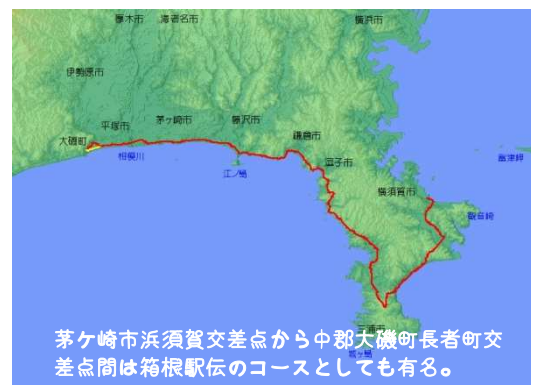 厚木市
海老名市
横浜市
伊勢原市
平塚市
茅ヶ崎市
藤沢市
大磯町
鎌倉市
相模川
江ノ島
逗子市
富津岬
横須賀市
観音崎
三浦市
城ヶ島
茅ケ崎市浜須賀交差点から中郡大磯町長者町交
差点間は箱根駅伝のコースとしても有名。